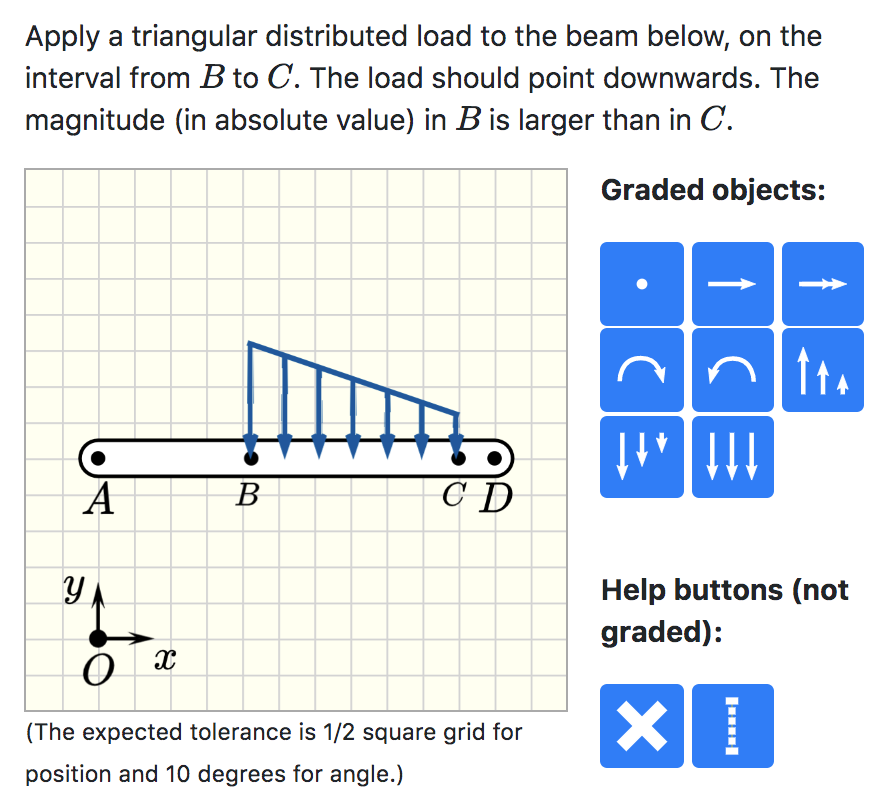 Apply a triangular distributed load to the beam below, on the
interval from B to C. The load should point downwards. The
magnitude (in absolute value) in B is larger than in C.
Graded objects:
A
B
C
D
y
O
x
Help buttons (not
graded):
(The expected tolerance is 1/2 square grid for
position and 10 degrees for angle.)